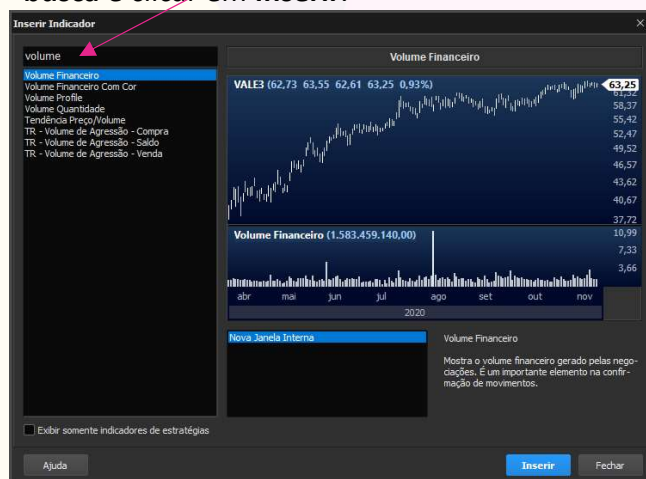 busca e clicar em Inserir.
Inserir Indicador
volume
Volume Financeiro
Volume Financeiro Com Cor
Volume Profile
Volume Quantidade
Tendência Preço/Volume
TR - Volume de Agressão - Compra
TR - Volume de Agressão - Saldo
TR - Volume de Agressão - Venda
Exibir somente indicadores de estratégias
Volume Financeiro
VALE3 (62,73 63,55 62,61 63,25 0,93%)
63,25
61,32
58,37
55,42
52,47
49,52
46,57
43,62
40,67
37,72
Volume Financeiro (1.583.459.140,00)
10,99
7,33
3,66
abr mai jun jul ago set out nov
2020
Nova Janela Interna
Volume Financeiro
Mostra o volume financeiro gerado pelas nego-
ciações. É um importante elemento na confir-
mação de movimentos.
Ajuda
Inserir
Fechar